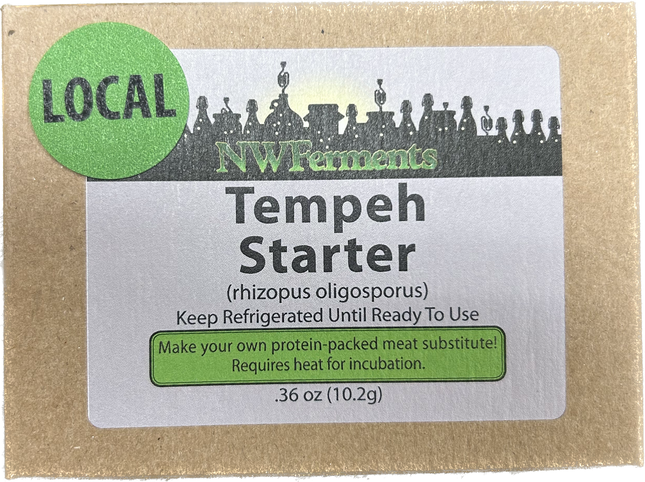 LOCAL
NWFerments
Tempeh
Starter
(rhizopus oligosporus)
Keep Refrigerated Until Ready To Use
Make your own protein-packed meat substitute!
Requires heat for incubation.
.36 oz (10.2g)